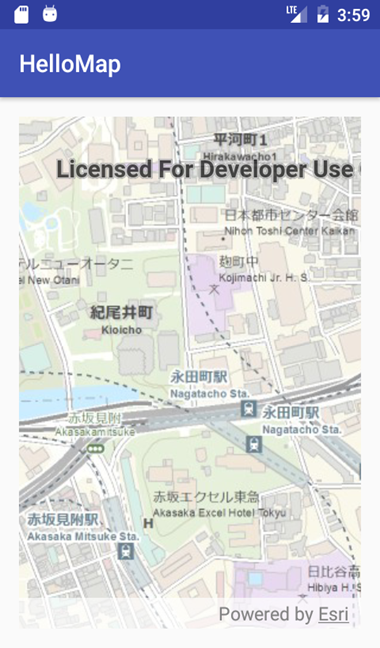 LTE
3:59
HelloMap
平河町1
Hirakawacho1
Licensed For Developer Use
日本都市センター会館
Nihon Toshi Center Kaikan
テルニューオータニ
el New Otani
麹町中
Kojimachi Jr. H. S.
紀尾井町
Kioicho
永田町駅
Nagatacho Sta.
永田町駅
Nagatacho Sta.
赤坂見附
Akasakamitsuke
赤坂エクセル東急
Akasaka Excel Hotel Tokyu
H
赤坂見附駅
Akasaka Mitsuke Sta.
日比谷高
Hibiya H. S
Powered by Esri